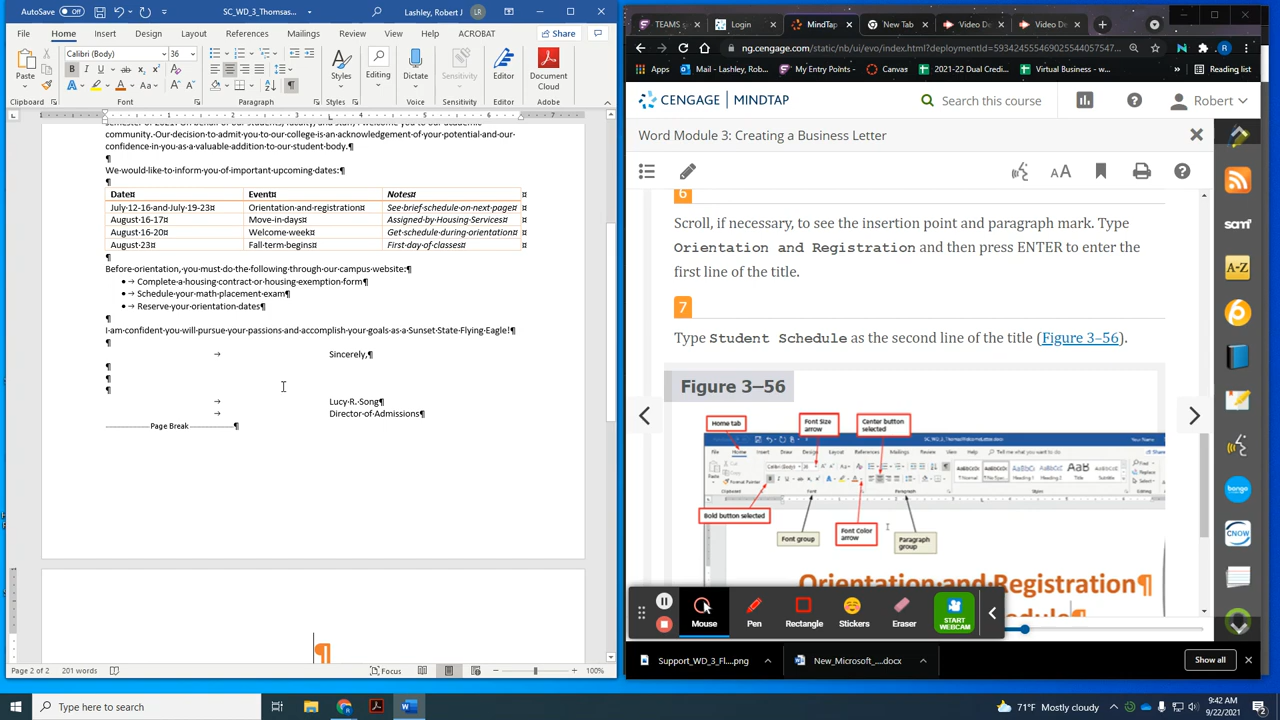 AutoSave Off SC_WD_3_Thomsas... Lashley, Robert J LR
File Home Insert Draw Design Layout References Mailings Review View Help ACROBAT Share
Calibri (Body) 36
Paste Styles Editing Dictate Sensitivity Editor Document Cloud
Clipboard Font Paragraph Styles Voice Sensitivity Editor Adobe
community.·Our·decision·to·admit·you·to·our·college·is·an·acknowledgement·of·your·potential·and·our·
confidence·in·you·as·a·valuable·addition·to·our·student·body.¶
¶
We·would·like·to·inform·you·of·important·upcoming·dates:¶
¶
Date¤ Event¤ Notes¤ ¤
July·12-16·and·July·19-23¤ Orientation·and·registration¤ See·brief·schedule·on·next·page¤ ¤
August·16-17¤ Move-in·days¤ Assigned·by·Housing·Services¤ ¤
August·16-20¤ Welcome·week¤ Get·schedule·during·orientation¤ ¤
August·23¤ Fall·term·begins¤ First·day·of·classes¤ ¤
¶
Before·orientation,·you·must·do·the·following·through·our·campus·website:¶
• → Complete·a·housing·contract·or·housing·exemption·form¶
• → Schedule·your·math·placement·exam¶
• → Reserve·your·orientation·dates¶
¶
I·am·confident·you·will·pursue·your·passions·and·accomplish·your·goals·as·a·Sunset·State·Flying·Eagle!¶
¶
→ Sincerely,¶
¶
¶
¶
→ Lucy·R.·Song¶
→ Director·of·Admissions¶
Page Break ¶
¶
Page 2 of 2 201 words Focus 100%
TEAMS s Login MindTap New Tab Video De Video De
ng.cengage.com/static/nb/ui/evo/index.html?deploymentId=5934245554690255440575​47...
Apps Mail - Lashley, Rob... My Entry Points Canvas 2021-22 Dual Credi... Virtual Business - w... » Reading list
CENGAGE | MINDTAP Search this course Robert
Word Module 3: Creating a Business Letter
AA
6
Scroll, if necessary, to see the insertion point and paragraph mark. Type
Orientation and Registration and then press ENTER to enter the
first line of the title.
7
Type Student Schedule as the second line of the title (Figure 3–56).
Figure 3–56
Home tab Font Size arrow Center button selected
Bold button selected Font group Font Color arrow Paragraph group
Orientation·and·Registration¶
Mouse Pen Rectangle Stickers Eraser START WEBCAM
sam
A-Z
bongo
CNOW
Support_WD_3_Fl....png New_Microsoft_....docx Show all
Type here to search 71°F Mostly cloudy 9:42 AM
9/22/2021